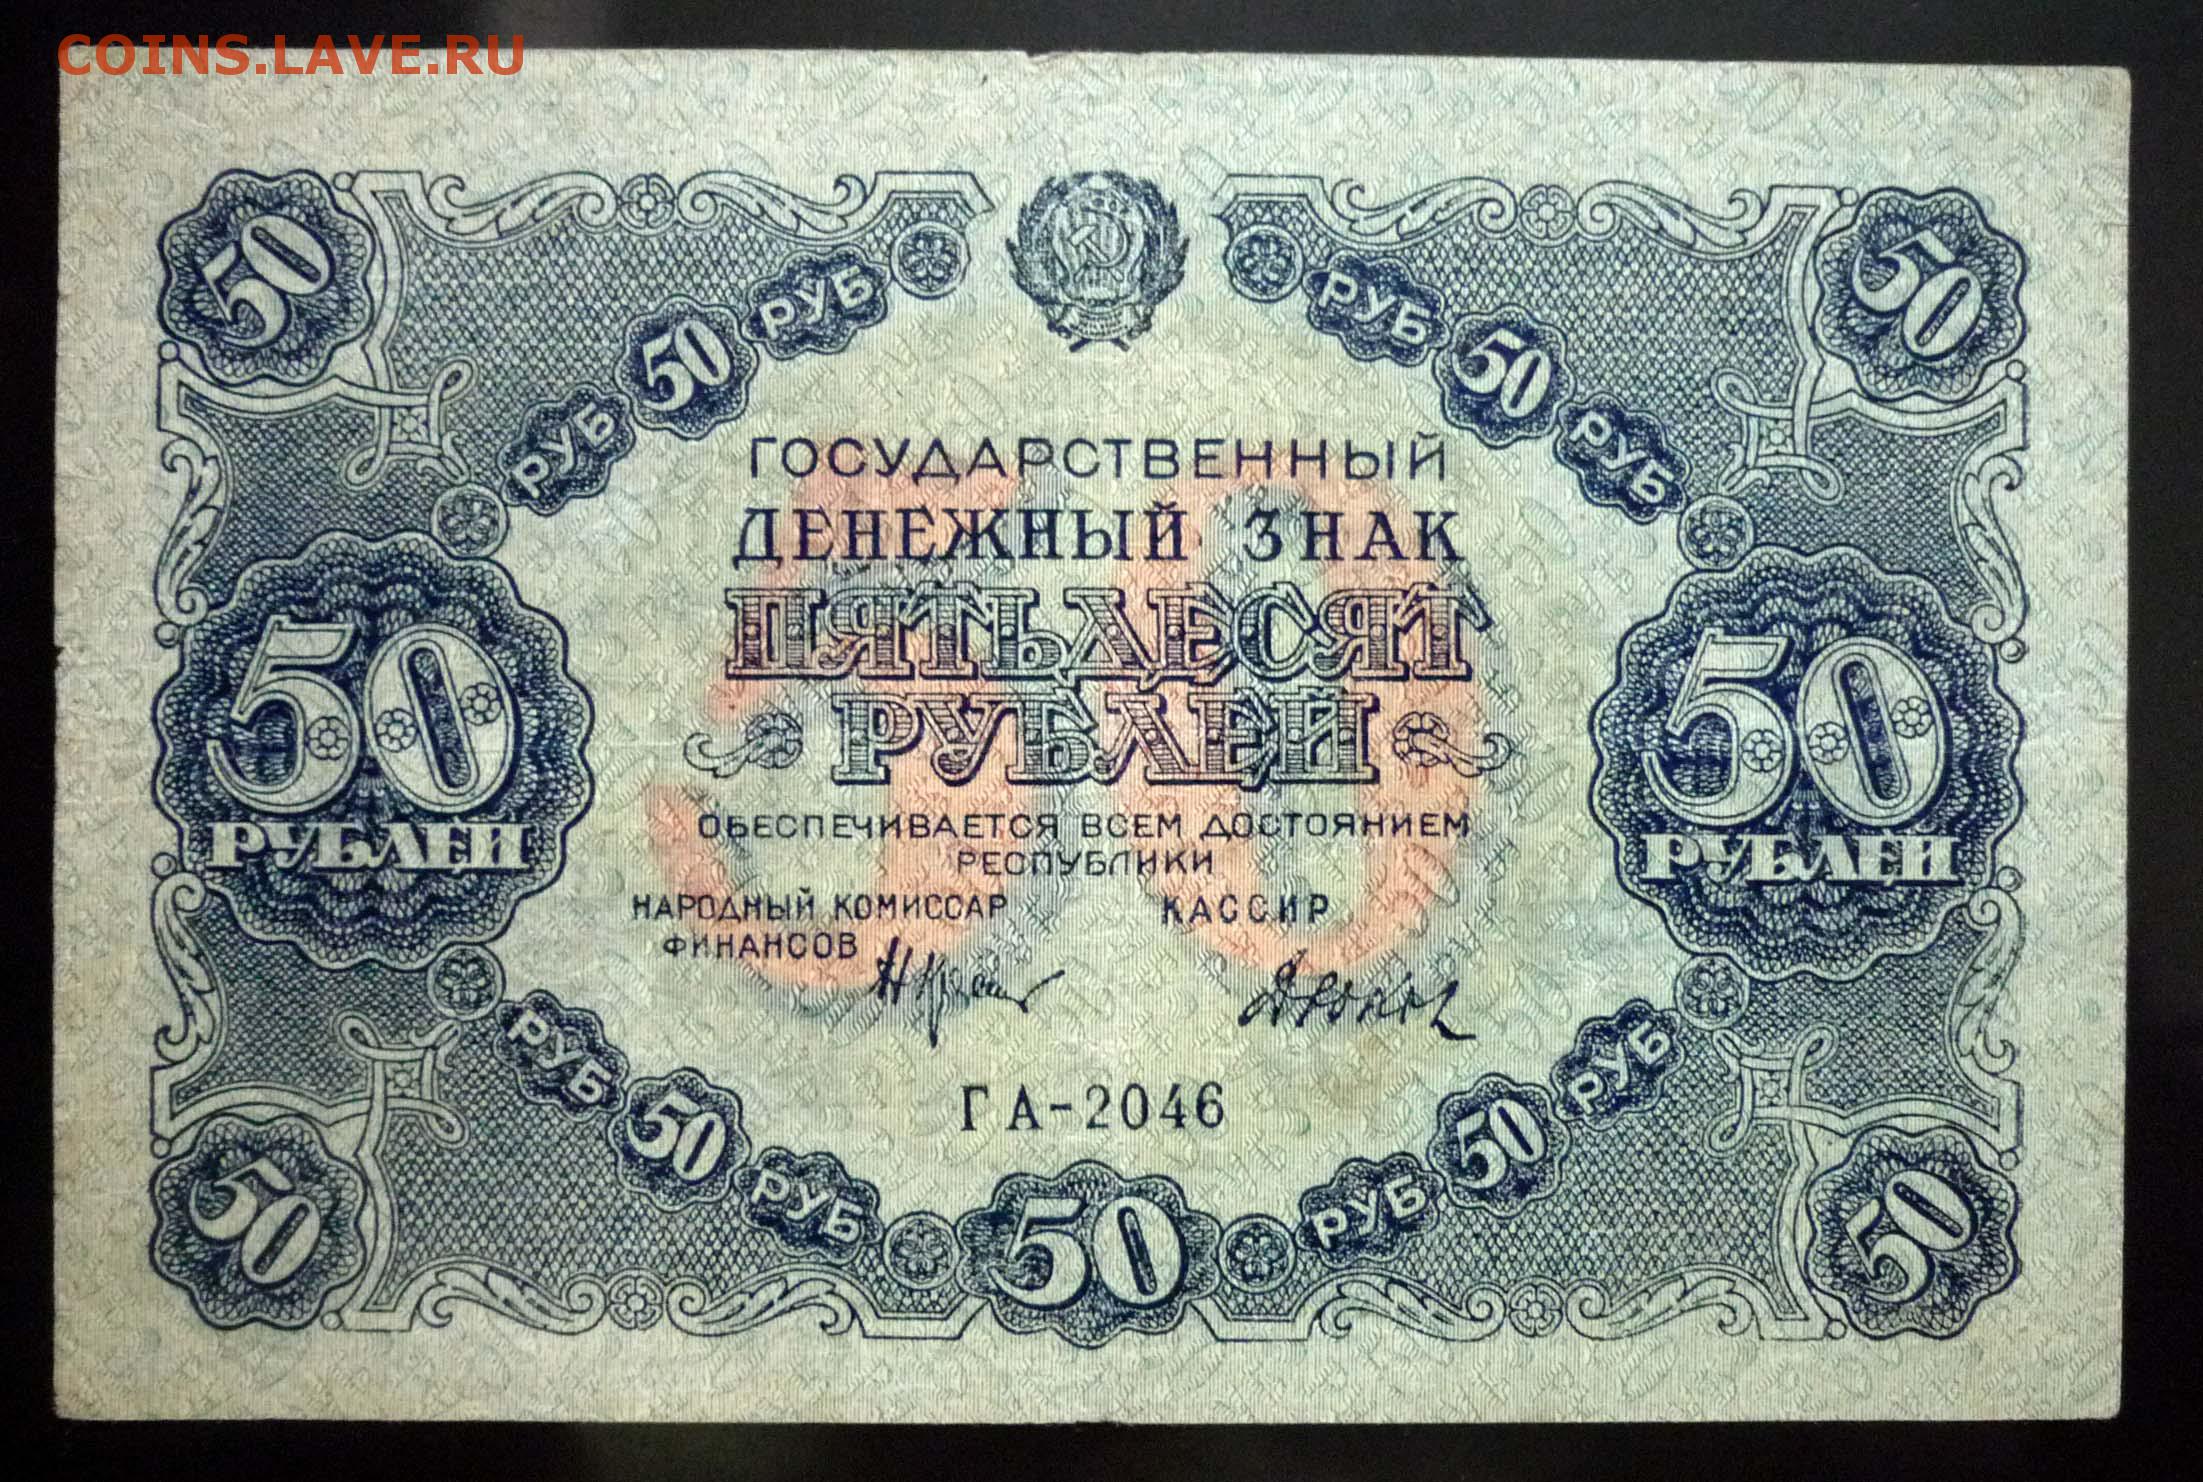 COINS.LAVE.RU
50 50
РУБ 50 РУБ РУБ 50 РУБ
ГОСУДАРСТВЕННЫЙ
ДЕНЕЖНЫЙ ЗНАК
ПЯТЬДЕСЯТ
РУБЛЕЙ
50
РУБЛЕЙ
50
РУБЛЕЙ
ОБЕСПЕЧИВАЕТСЯ ВСЕМ ДОСТОЯНИЕМ
РЕСПУБЛИКИ
НАРОДНЫЙ КОМИССАР КАССИР
ФИНАНСОВ
50
ГА-2046
РУБ 50 РУБ 50 РУБ 50 РУБ
50 50